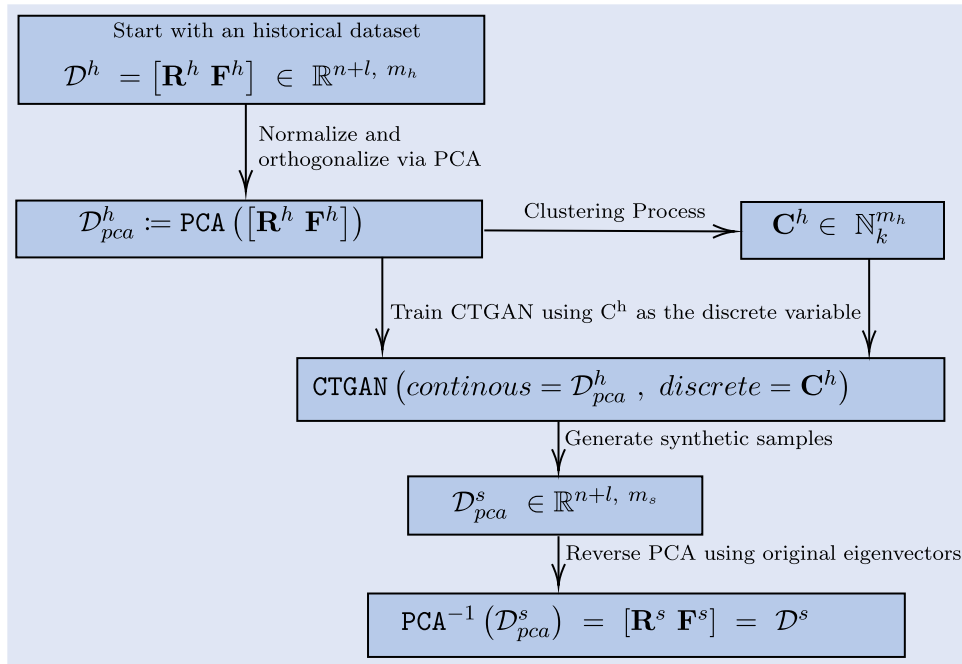 Start with an historical dataset
𝒟^h = [𝐑^h 𝐅^h] ∈ ℝ^{n+l, m_h}
Normalize and
orthogonalize via PCA
𝒟^h_{pca} := PCA([𝐑^h 𝐅^h])
Clustering Process
𝐂^h ∈ ℕ_k^{m_h}
Train CTGAN using C^h as the discrete variable
CTGAN(continous = 𝒟^h_{pca} , discrete = 𝐂^h)
Generate synthetic samples
𝒟^s_{pca} ∈ ℝ^{n+l, m_s}
Reverse PCA using original eigenvectors
PCA^{−1}(𝒟^s_{pca}) = [𝐑^s 𝐅^s] = 𝒟^s